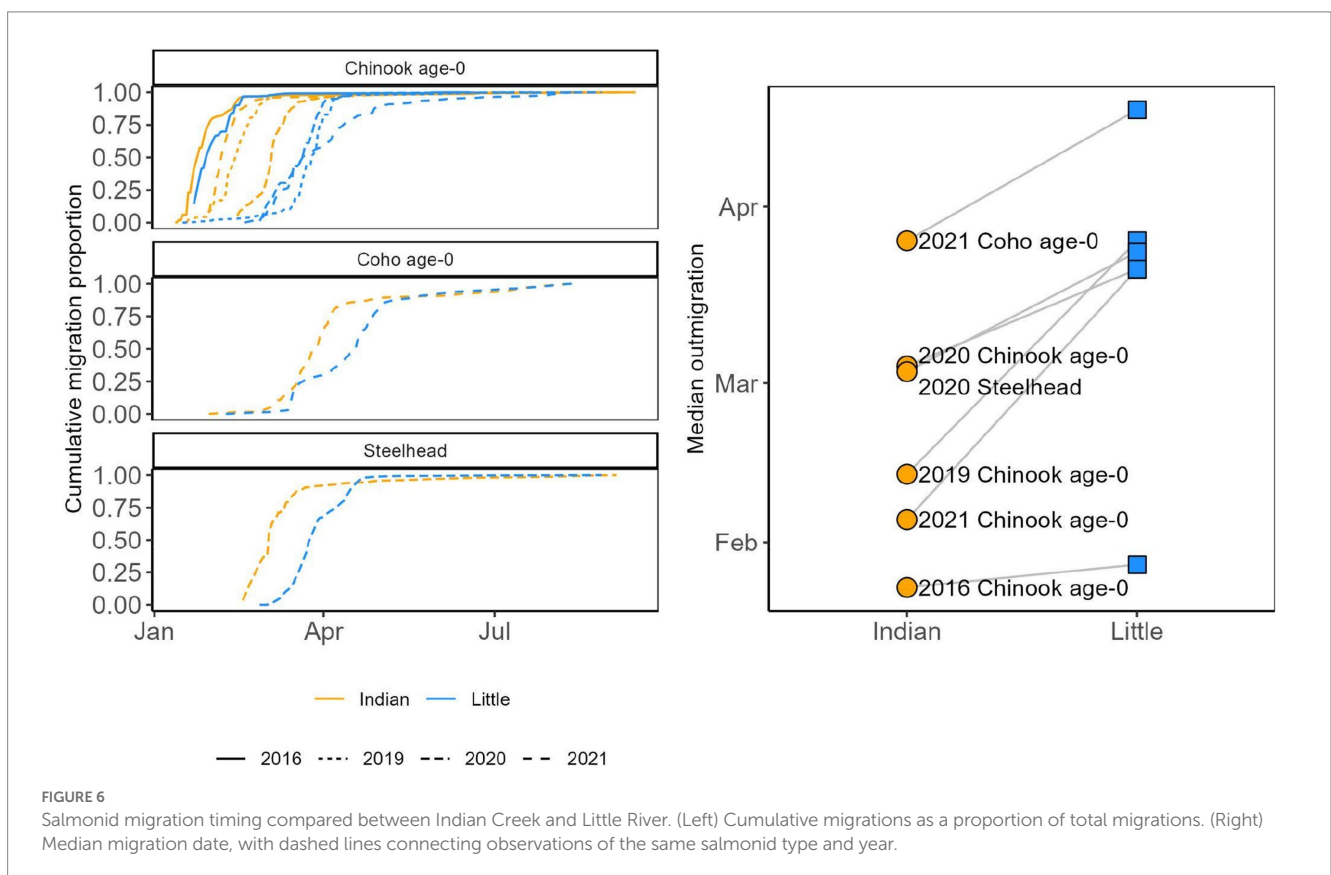 Chinook age-0
1.00
0.75
0.50
0.25
0.00
Coho age-0
1.00
0.75
0.50
0.25
0.00
Steelhead
1.00
0.75
0.50
0.25
0.00
Cumulative migration proportion
Jan Apr Jul
Indian Little
2016 2019 2020 2021
Median outmigration
Apr
Mar
Feb
2021 Coho age-0
2020 Chinook age-0
2020 Steelhead
2019 Chinook age-0
2021 Chinook age-0
2016 Chinook age-0
Indian Little
FIGURE 6
Salmonid migration timing compared between Indian Creek and Little River. (Left) Cumulative migrations as a proportion of total migrations. (Right)
Median migration date, with dashed lines connecting observations of the same salmonid type and year.